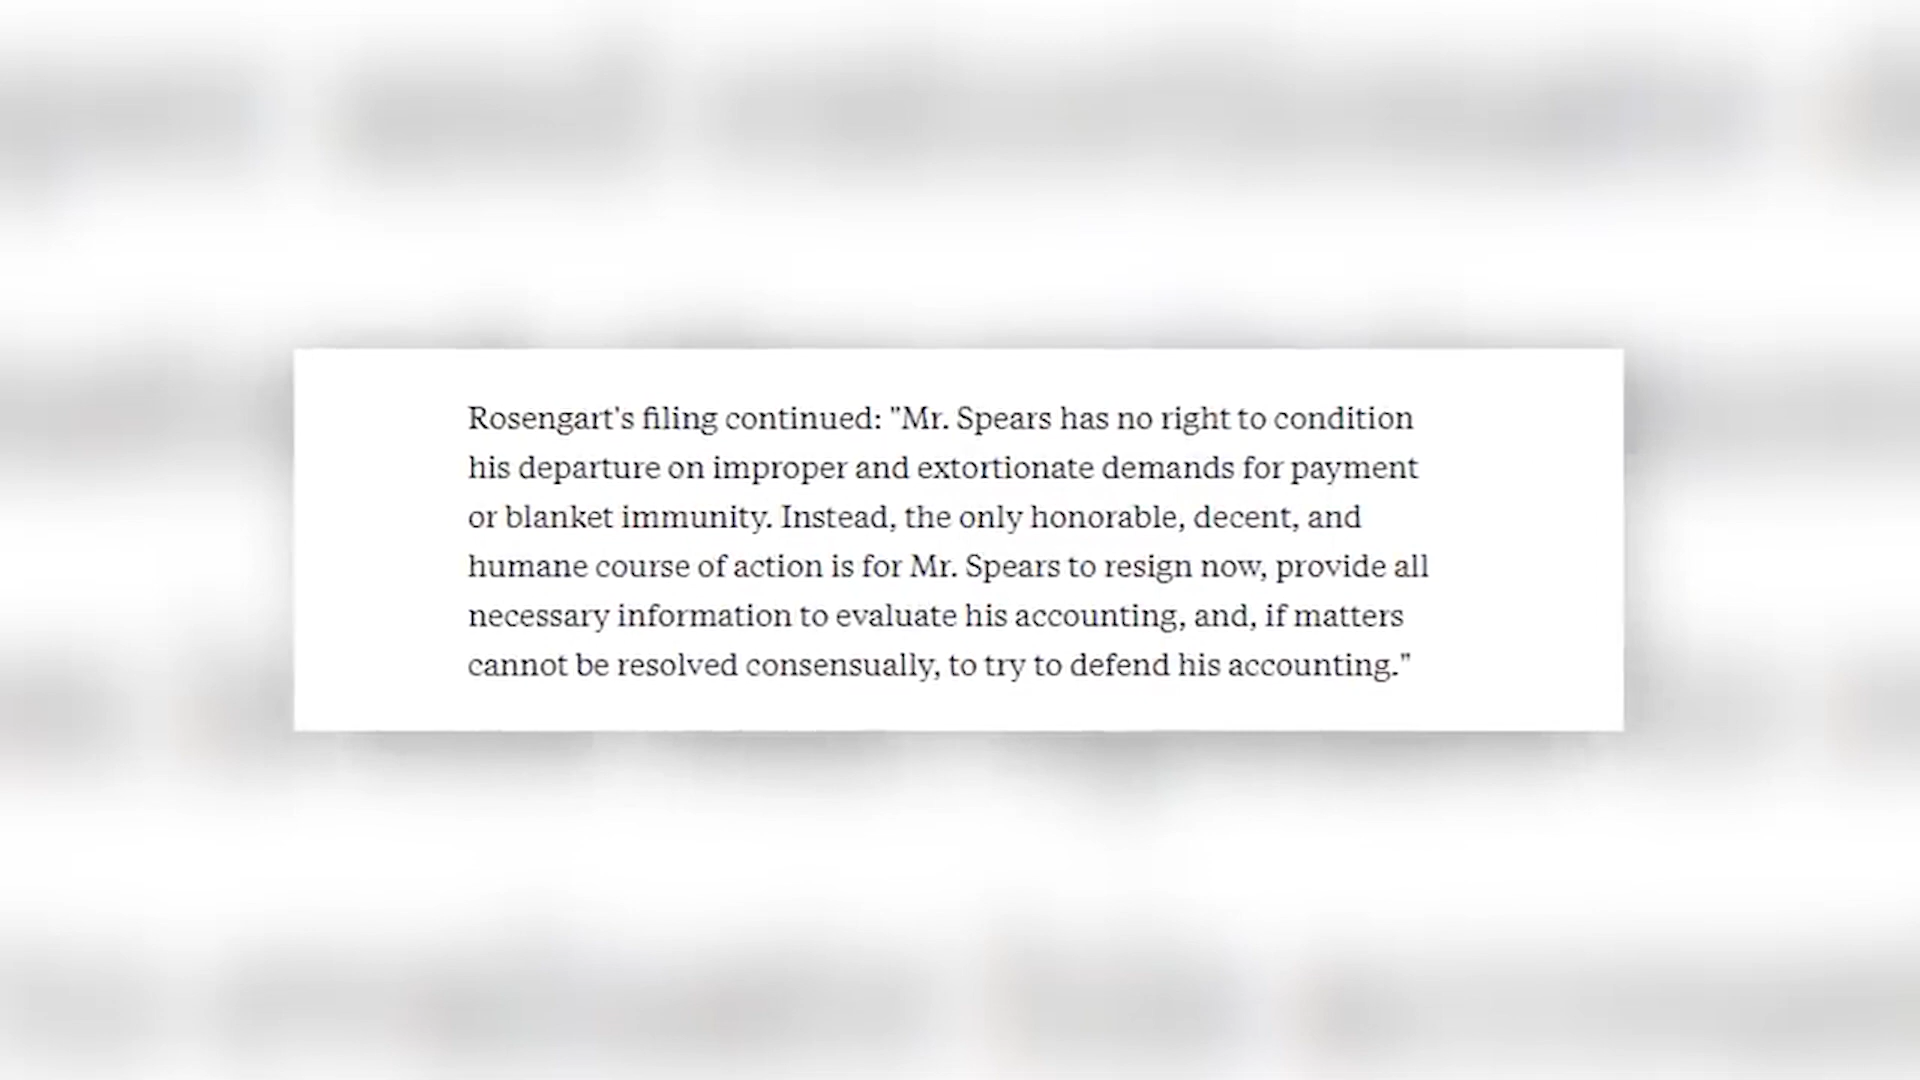 Rosengart's filing continued: "Mr. Spears has no right to condition
his departure on improper and extortionate demands for payment
or blanket immunity. Instead, the only honorable, decent, and
humane course of action is for Mr. Spears to resign now, provide all
necessary information to evaluate his accounting, and, if matters
cannot be resolved consensually, to try to defend his accounting."